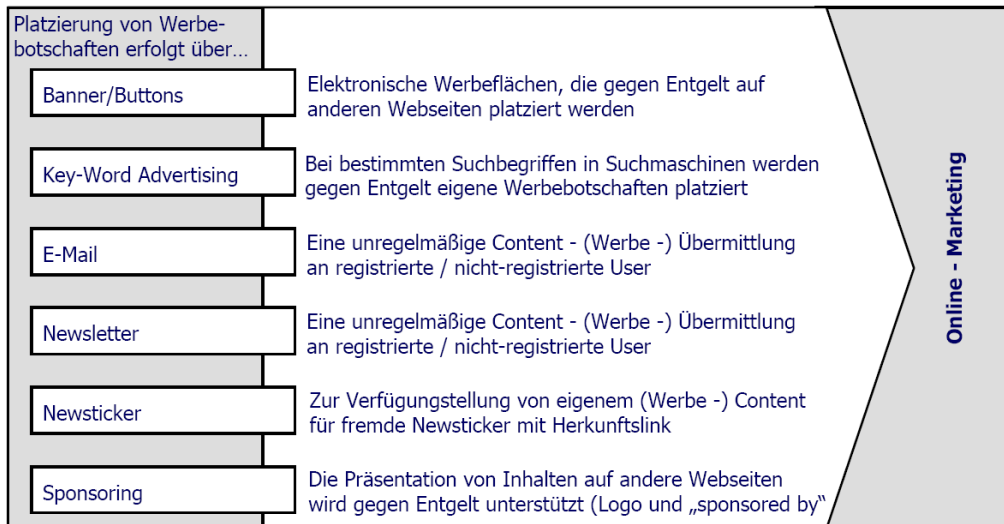 Platzierung von Werbe-
botschaften erfolgt über...
Banner/Buttons
Elektronische Werbeflächen, die gegen Entgelt auf
anderen Webseiten platziert werden
Key-Word Advertising
Bei bestimmten Suchbegriffen in Suchmaschinen werden
gegen Entgelt eigene Werbebotschaften platziert
E-Mail
Eine unregelmäßige Content - (Werbe -) Übermittlung
an registrierte / nicht-registrierte User
Newsletter
Eine unregelmäßige Content - (Werbe -) Übermittlung
an registrierte / nicht-registrierte User
Newsticker
Zur Verfügungstellung von eigenem (Werbe -) Content
für fremde Newsticker mit Herkunftslink
Sponsoring
Die Präsentation von Inhalten auf andere Webseiten
wird gegen Entgelt unterstützt (Logo und „sponsored by“
Online - Marketing